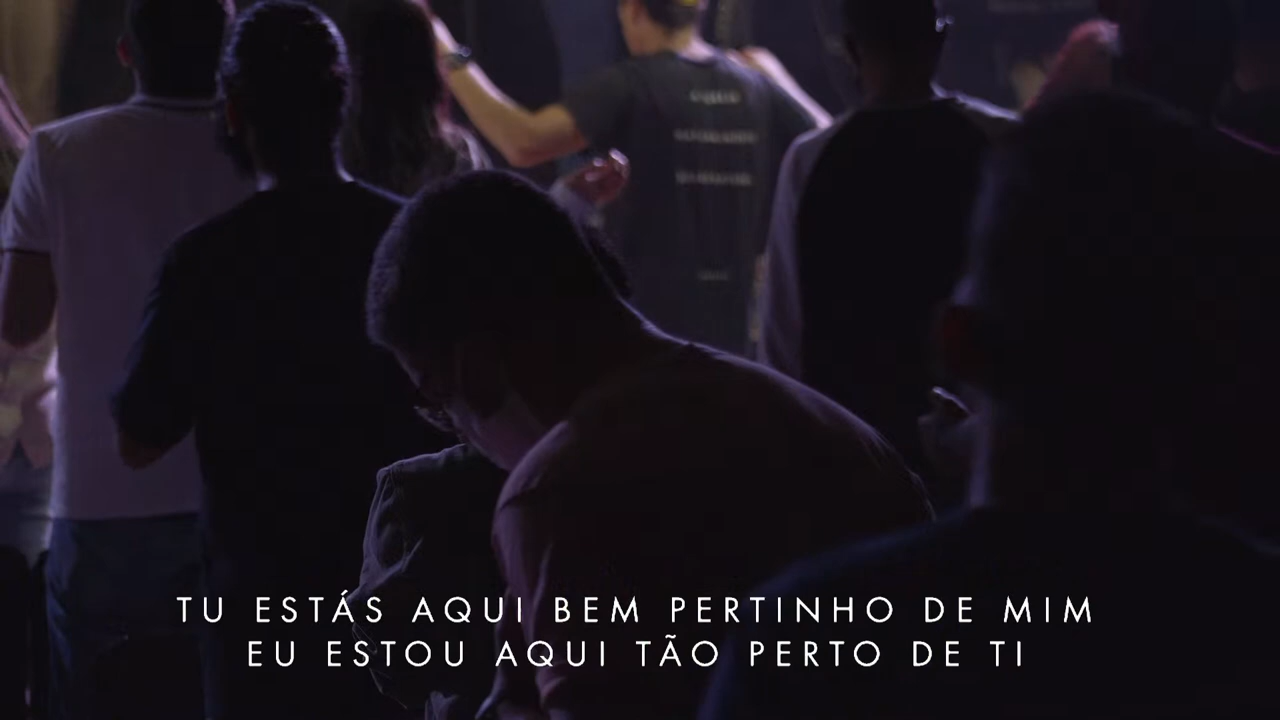 TU ESTÁS AQUI BEM PERTINHO DE MIM
EU ESTOU AQUI TÃO PERTO DE TI